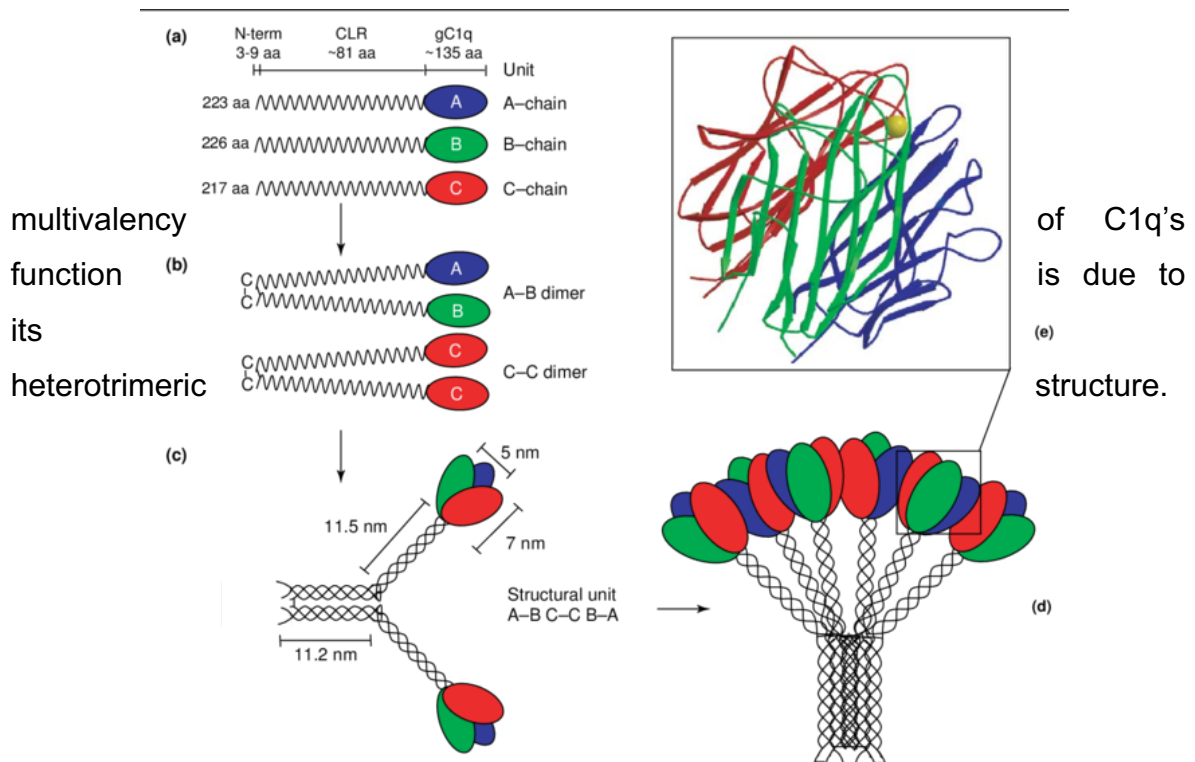 (a)
N-term CLR gC1q
3-9 aa ~81 aa ~135 aa
Unit
223 aa A A–chain
226 aa B B–chain
217 aa C C–chain
multivalency of C1q’s
function is due to
its
heterotrimeric structure.
(b)
C A
C B
A–B dimer
C C
C C
C–C dimer
(e)
(c)
5 nm
11.5 nm
7 nm
11.2 nm
Structural unit
A–B C–C B–A
(d)